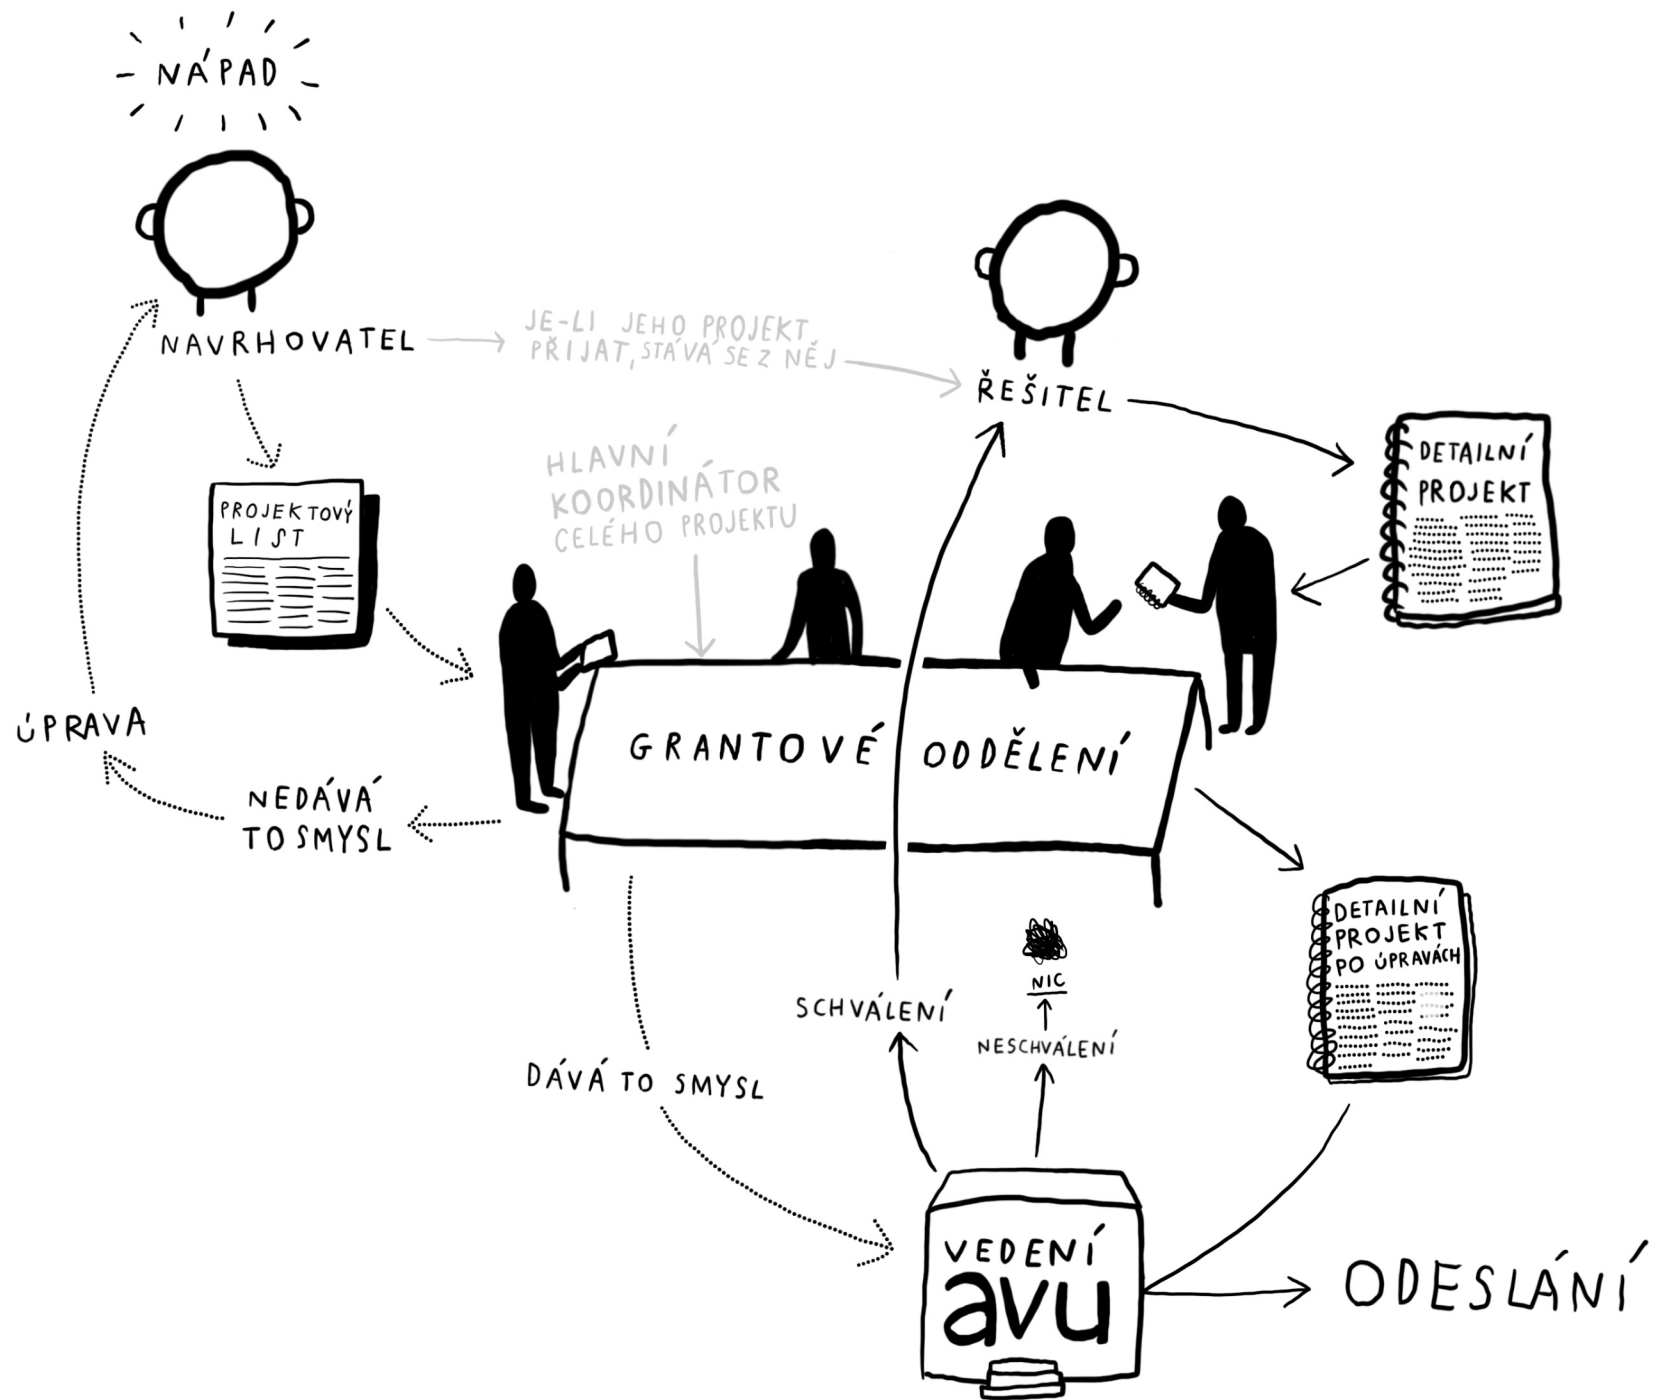 NÁPAD
NAVRHOVATEL
JE-LI JEHO PROJEKT
PŘIJAT, STÁVÁ SE Z NĚJ
ŘEŠITEL
DETAILNÍ
PROJEKT
HLAVNÍ
KOORDINÁTOR
CELÉHO PROJEKTU
PROJEKTOVÝ
LIST
ÚPRAVA
NEDÁVÁ
TO SMYSL
GRANTOVÉ ODDĚLENÍ
DETAILNÍ
PROJEKT
PO ÚPRAVÁCH
SCHVÁLENÍ
NIC
NESCHVÁLENÍ
DÁVÁ TO SMYSL
VEDENÍ
avu
ODESLÁNÍ